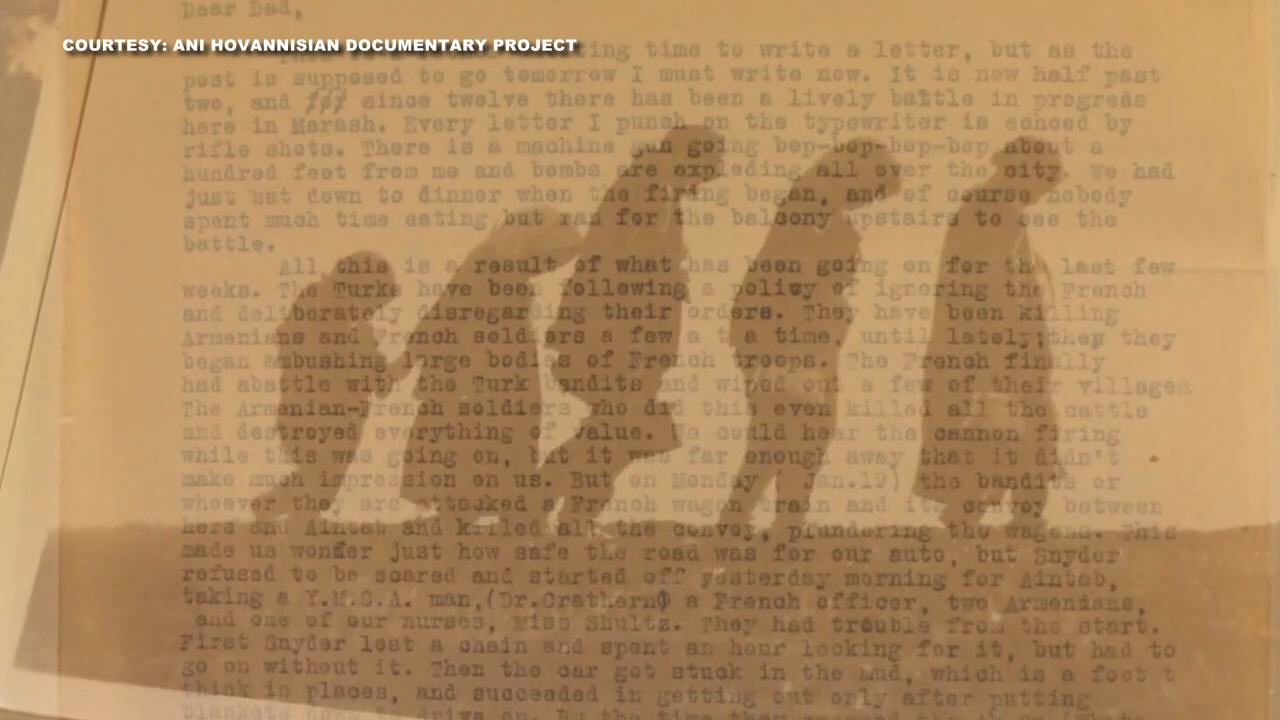 Dear Dad,
COURTESY: ANI HOVANNISIAN DOCUMENTARY PROJECT
time to write a letter, but as the
post is supposed to go tomorrow I must write now. It is now half past
two, and since twelve there has been a lively battle in progress
here in Marash. Every letter I punch on the typewriter is echoed by
rifle shots. There is a machine gun going bop-bop-bop-bop about a
hundred feet from me and bombs are exploding all over the city. We had
just sat down to dinner when the firing began, and of course nobody
spent much time eating but ran for the balcony upstairs to see the
battle.
All this is a result of what has been going on for the last few
weeks. The Turks have been following a policy of ignoring the French
and deliberately disregarding their orders. They have been killing
Armenians and French soldiers a few a t a time, until lately; they they
began ambushing large bodies of French troops. The French finally
had abattle with the Turk bandits and wiped out a few of their villages.
The Armenian-French soldiers who did this even killed all the cattle
and destroyed everything of value. We could hear the cannon firing
while this was going on, but it was far enough away that it didn't
make much impression on us. But on Monday Jan.19) the bandits or
whoever they are attacked a French wagon train and its convoy between
here and Aintab and killed all the convoy, plundering the wagons. This
made us wonder just how safe the road was for our auto, but Snyder
refused to be scared and started off yesterday morning for Aintab,
taking a Y.M.C.A. man,(Dr.Crathern) a French officer, two Armenians,
and one of our nurses, Miss Shultz. They had trouble from the start.
First Snyder lost a chain and spent an hour looking for it, but had to
go on without it. Then the car got stuck in the mud, which is a foot t
thick in places, and succeeded in getting out only after putting
blankets to drive on. By the time they